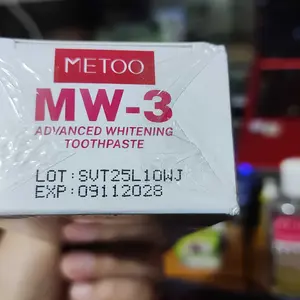 METOO
MW-3
ADVANCED WHITENING
TOOTHPASTE
LOT: SVT25L10WJ
EXP: 09112028